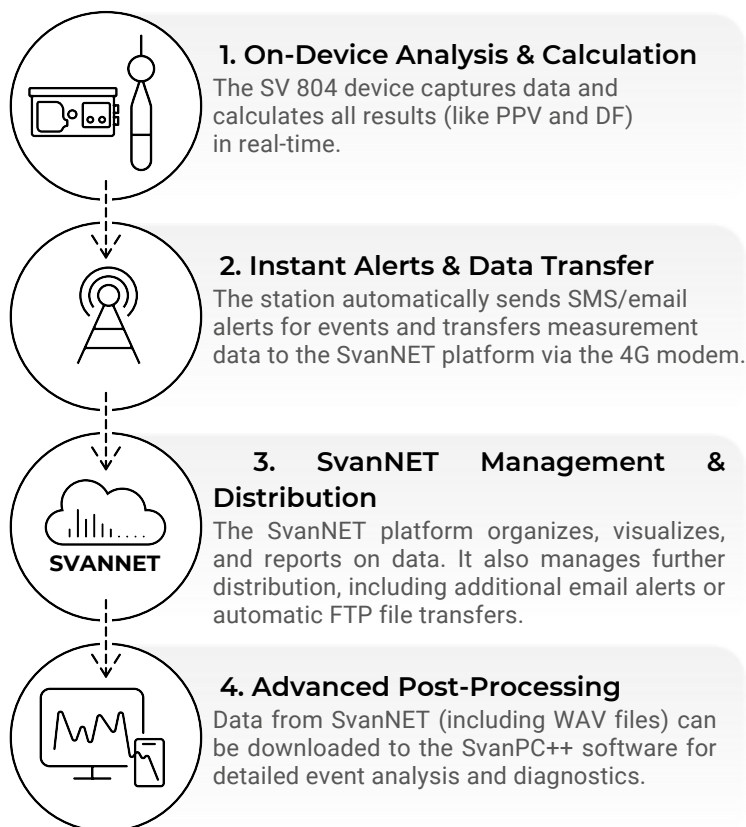 1. On-Device Analysis & Calculation
The SV 804 device captures data and
calculates all results (like PPV and DF)
in real-time.
2. Instant Alerts & Data Transfer
The station automatically sends SMS/email
alerts for events and transfers measurement
data to the SvanNET platform via the 4G modem.
SVANNET
3. SvanNET Management &
Distribution
The SvanNET platform organizes, visualizes,
and reports on data. It also manages further
distribution, including additional email alerts or
automatic FTP file transfers.
4. Advanced Post-Processing
Data from SvanNET (including WAV files) can
be downloaded to the SvanPC++ software for
detailed event analysis and diagnostics.